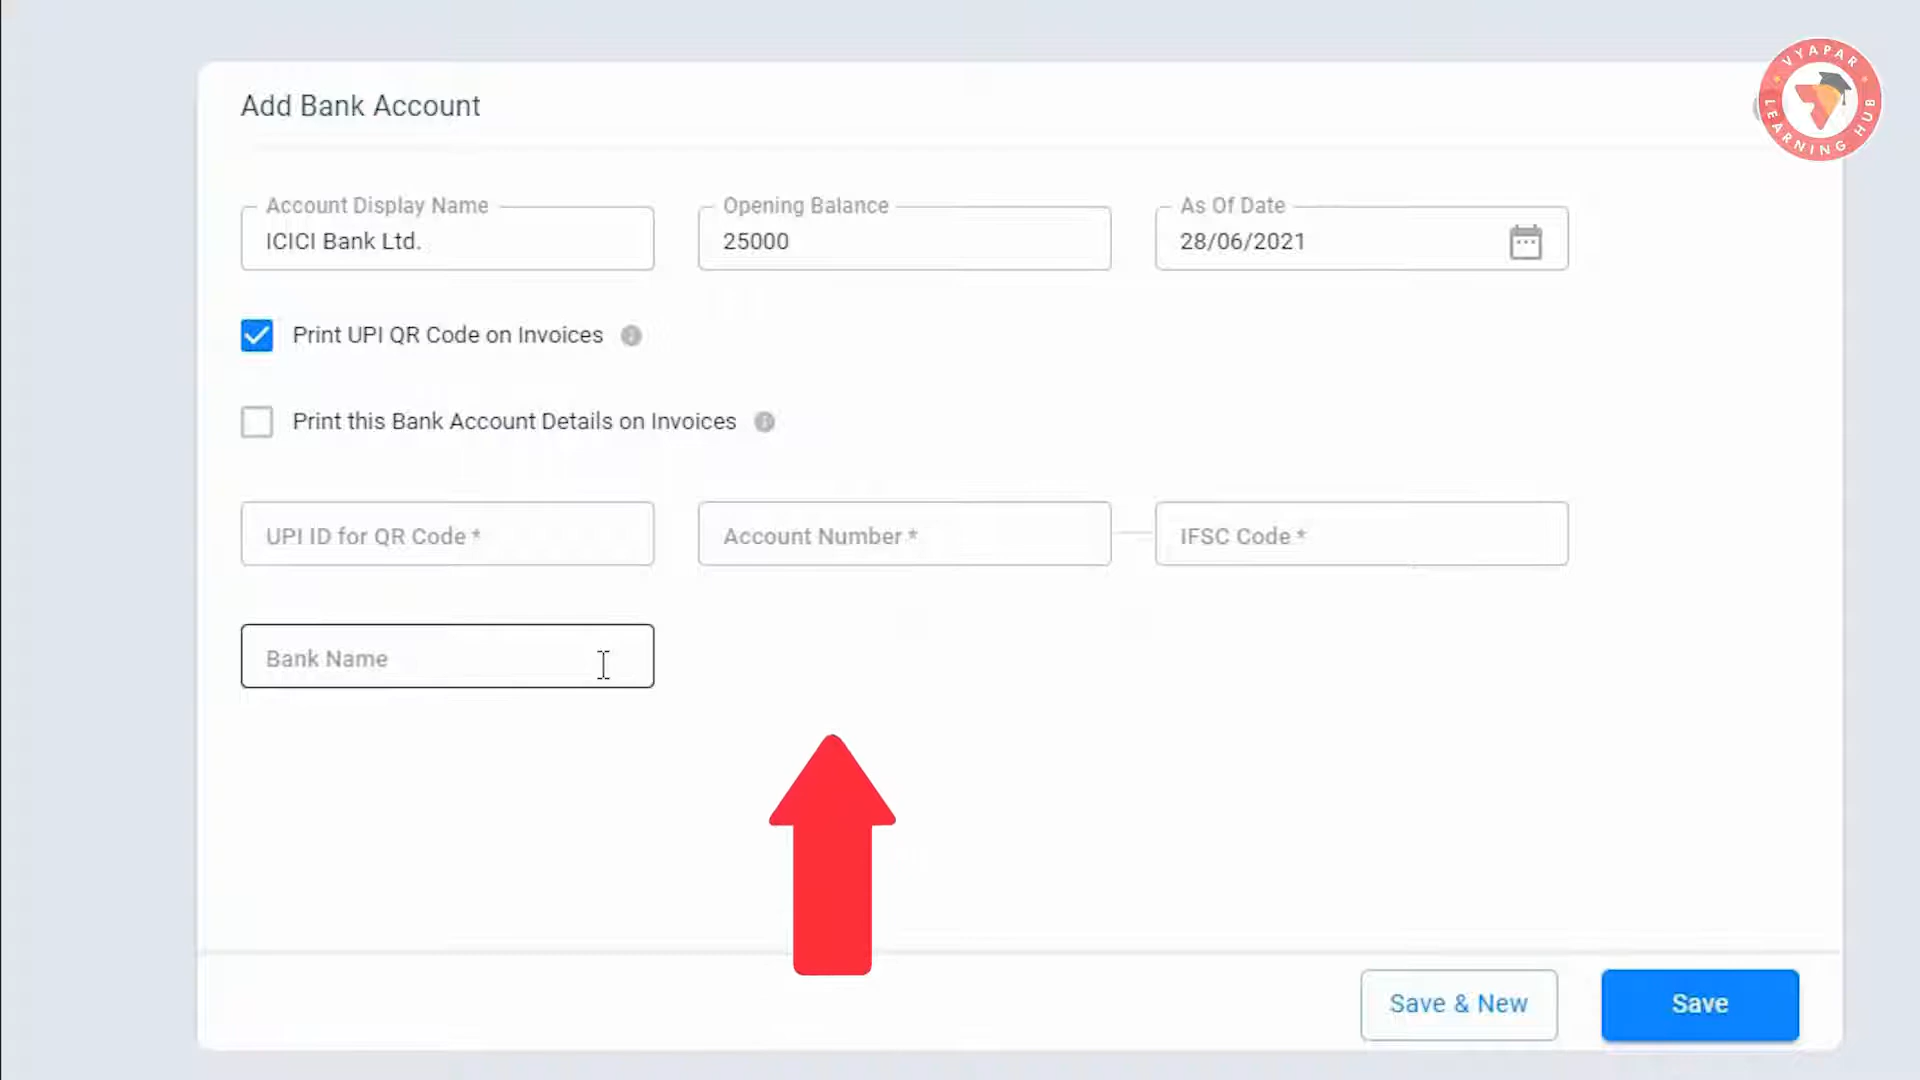 VYAPAR
LEARNING HUB
Add Bank Account
Account Display Name
ICICI Bank Ltd.
Opening Balance
25000
As Of Date
28/06/2021
Print UPI QR Code on Invoices
Print this Bank Account Details on Invoices
UPI ID for QR Code *
Account Number *
IFSC Code *
Bank Name
Save & New
Save